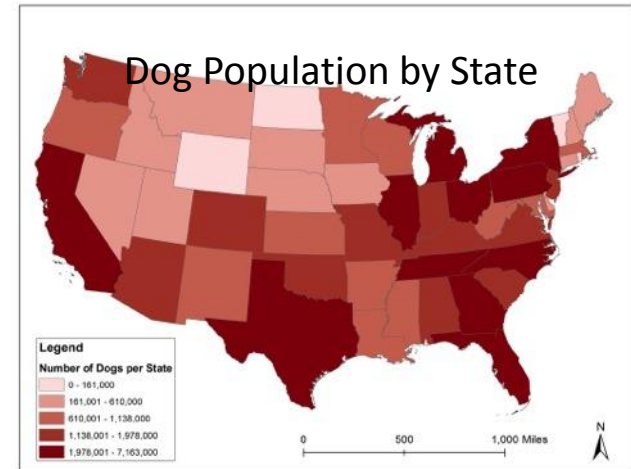 Dog Population by State
Legend
Number of Dogs per State
0 - 161,000
161,001 - 610,000
610,001 - 1,138,000
1,138,001 - 1,978,000
1,978,001 - 7,163,000
0 500 1,000 Miles
N